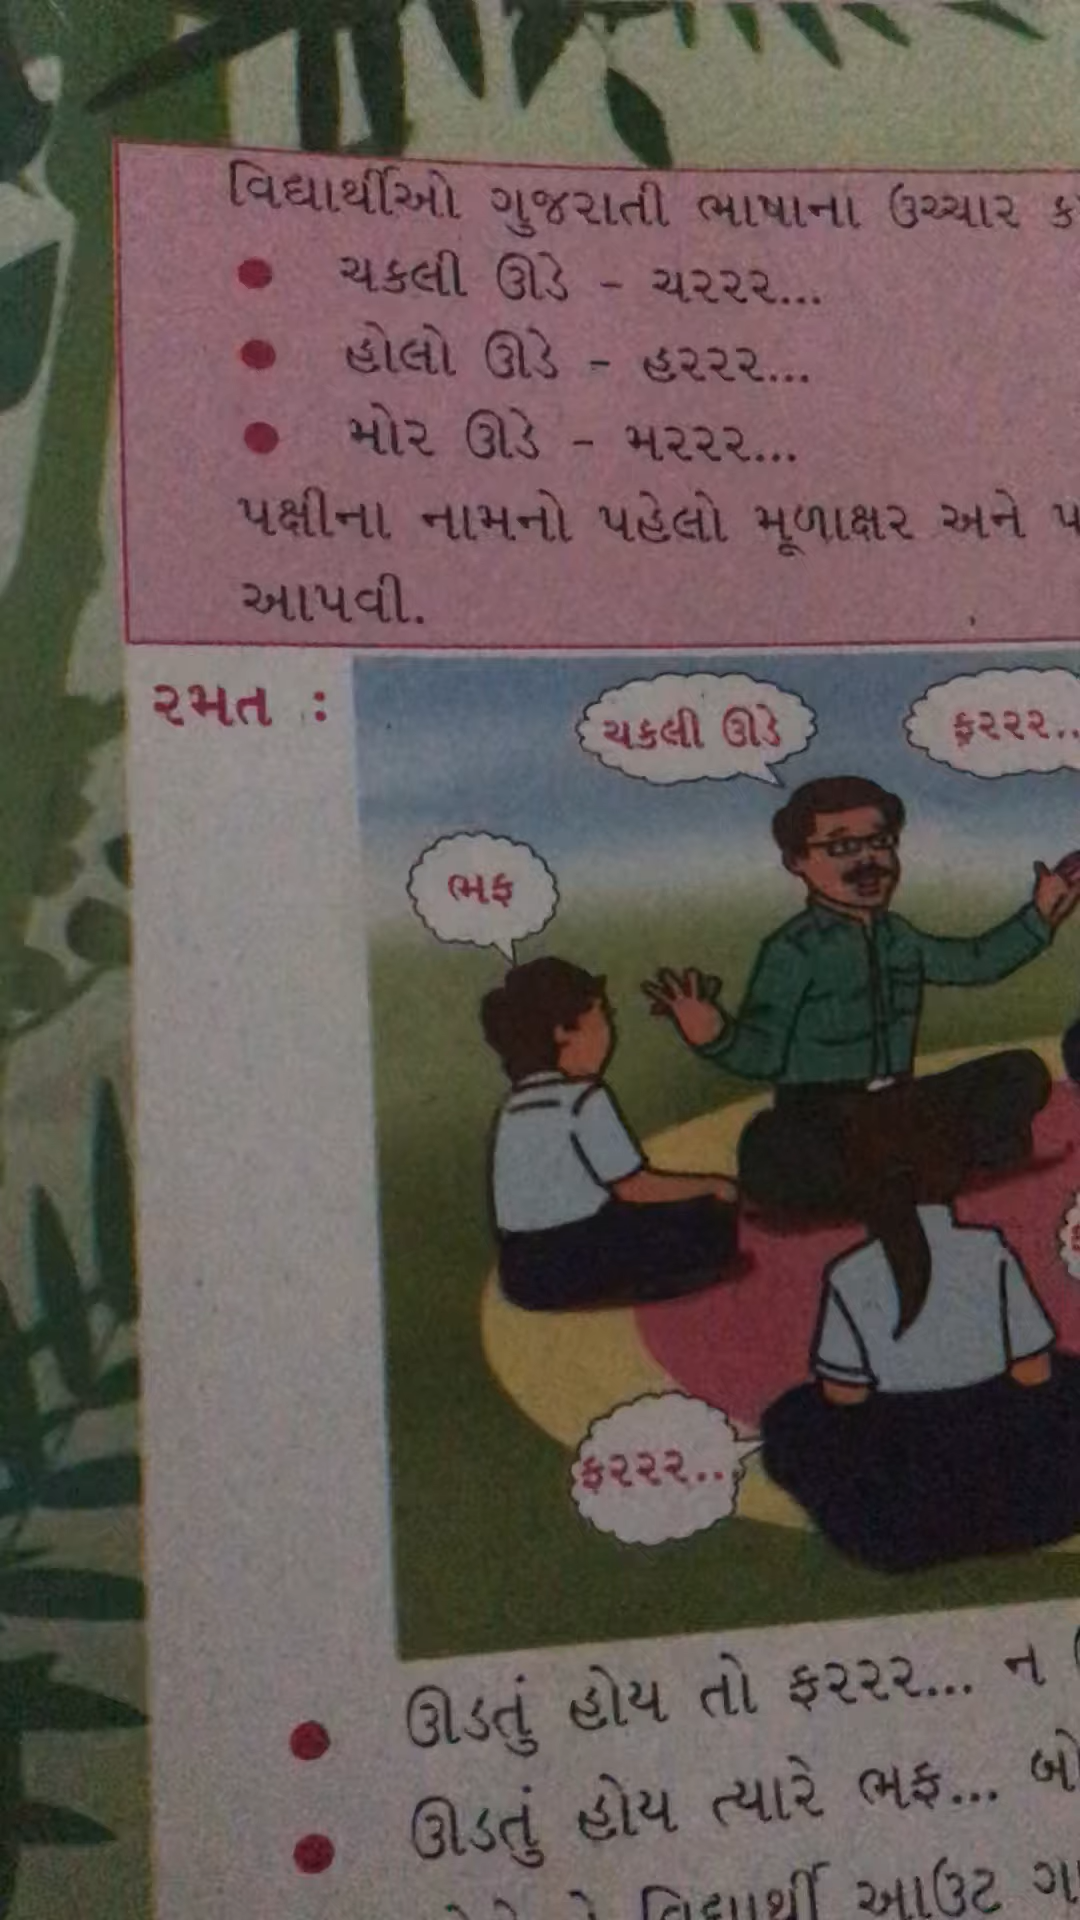 વિદ્યાર્થીઓ ગુજરાતી ભાષાના ઉચ્ચાર
• ચકલી ઊડે - ચરરર...
• હોલો ઊડે - હરરર...
• મોર ઊડે - મરરર...
પક્ષીના નામનો પહેલો મૂળાક્ષર અને
આપવી.
રમત :
ચકલી ઊડે
ફરરર...
ભફ
ફરરર...
• ઊડતું હોય તો ફરરર... ન
• ઊડતું હોય ત્યારે ભફ...
વિદ્યાર્થી આઉટ